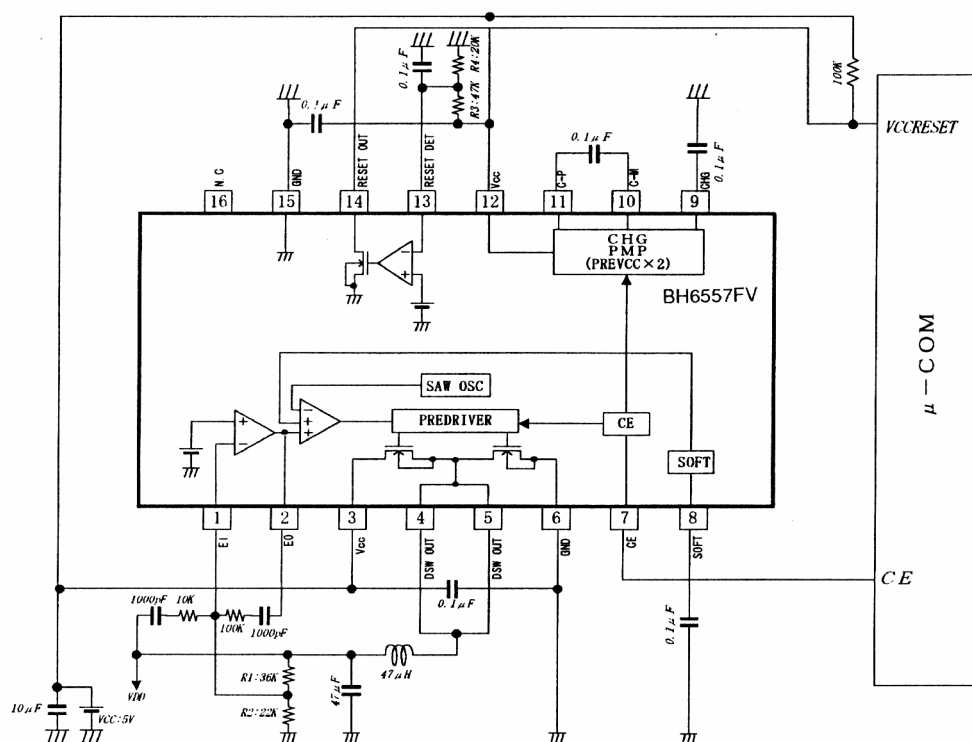 0.1μF
R4:20K
R3:47K
0.1μF
100K
VCCRESET
0.1μF
0.1μF
N.C
GND
RESET OUT
RESET DET
Vcc
C-P
C-M
CHG
16
15
14
13
12
11
10
9
CHG
PMP
(PREVCC×2)
BH6557FV
μ-COM
SAW OSC
PREDRIVER
CE
SOFT
1
2
3
4
5
6
7
8
EI
EO
Vcc
DSW OUT
DSW OUT
GND
CE
SOFT
CE
1000pF
10K
100K
1000pF
0.1μF
0.1μF
47μH
R1:36K
47μF
VDD
R2:22K
10μF
VCC:5V